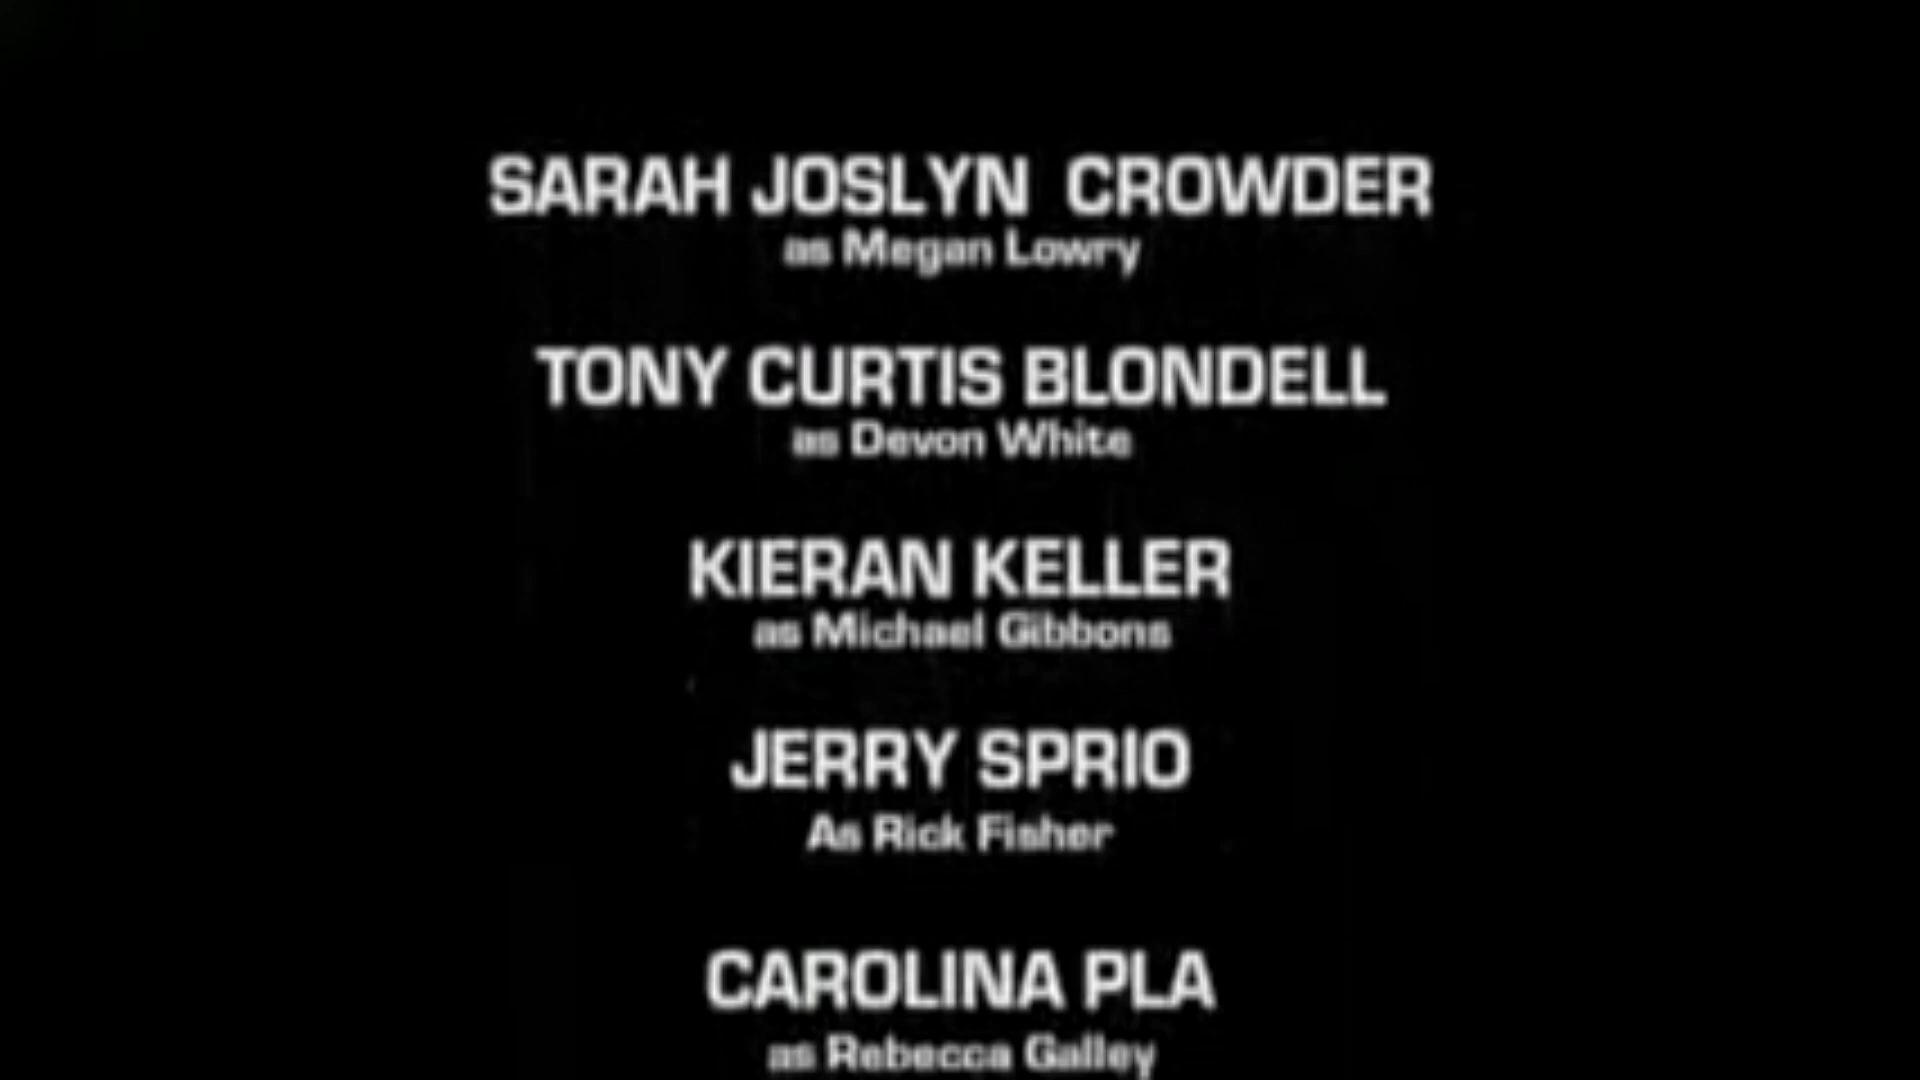 SARAH JOSLYN CROWDER
as Megan Lowry
TONY CURTIS BLONDELL
as Devon White
KIERAN KELLER
as Michael Gibbons
JERRY SPRIO
As Rick Fisher
CAROLINA PLA
as Rebecca Galley